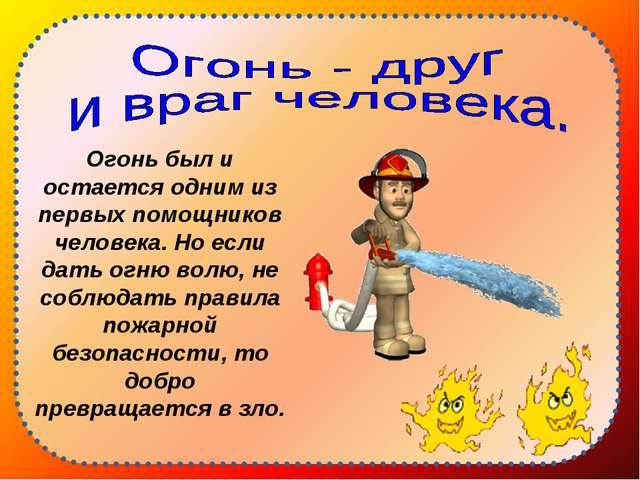 Огонь - друг
и враг человека.
Огонь был и
остается одним из
первых помощников
человека. Но если
дать огню волю, не
соблюдать правила
пожарной
безопасности, то
добро
превращается в зло.